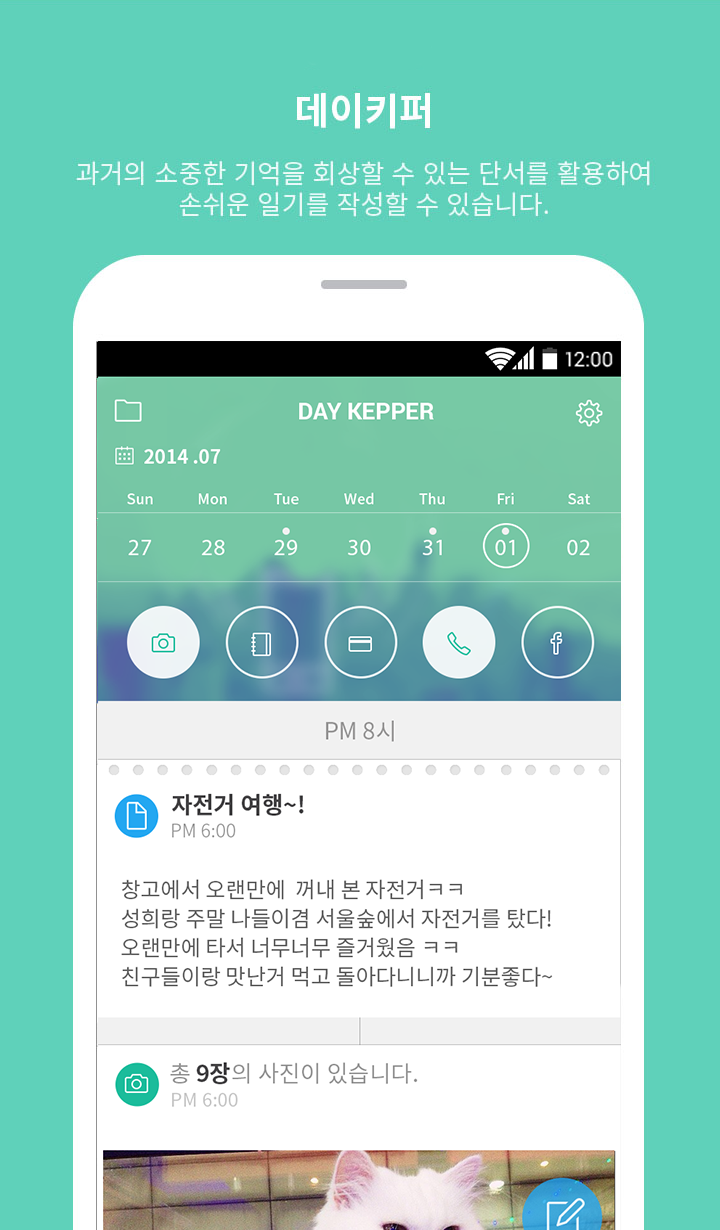 데이키퍼
과거의 소중한 기억을 회상할 수 있는 단서를 활용하여
손쉬운 일기를 작성할 수 있습니다.
12:00
DAY KEPPER
2014 .07
Sun Mon Tue Wed Thu Fri Sat
27 28 29 30 31 01 02
PM 8시
자전거 여행~!
PM 6:00
창고에서 오랜만에 꺼내 본 자전거ㅋㅋ
성희랑 주말 나들이겸 서울숲에서 자전거를 탔다!
오랜만에 타서 너무너무 즐거웠음 ㅋㅋ
친구들이랑 맛난거 먹고 돌아다니니까 기분좋다~
총 9장의 사진이 있습니다.
PM 6:00